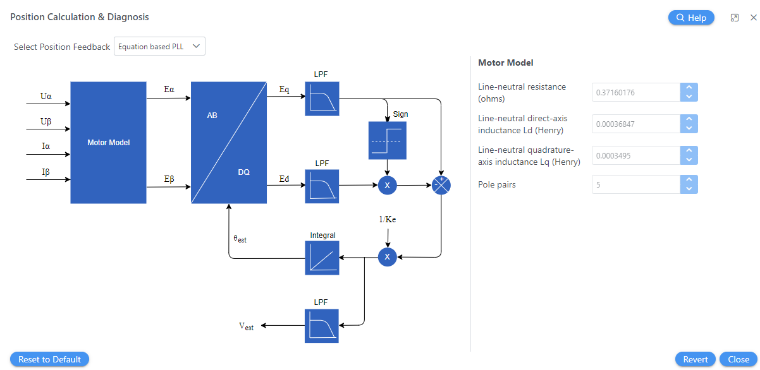 Position Calculation & Diagnosis
Help
Select Position Feedback
Equation based PLL
Motor Model
Line-neutral resistance
(ohms)
0.37160176
Line-neutral direct-axis
inductance Ld (Henry)
0.00036847
Line-neutral quadrature-
axis inductance Lq (Henry)
0.0003495
Pole pairs
5
Uα
Uβ
Iα
Iβ
Motor Model
Eα
Eβ
AB
DQ
Eq
Ed
LPF
Sign
LPF
X
1/Ke
θest
Integral
X
LPF
Vest
Reset to Default
Revert
Close